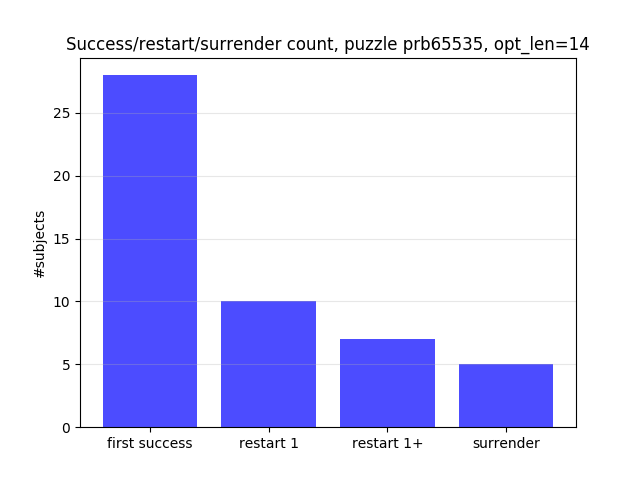 Success/restart/surrender count, puzzle prb65535, opt_len=14
25
20
15
10
5
0
#subjects
first success
restart 1
restart 1+
surrender